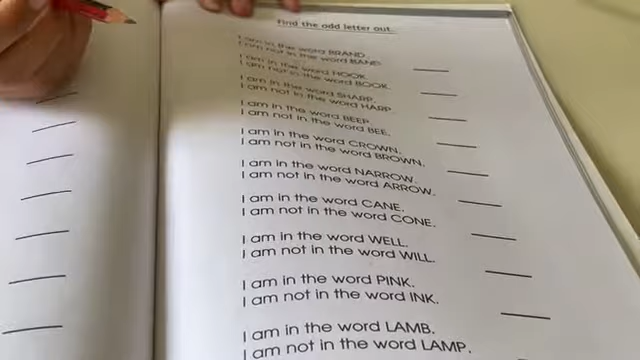 Find the odd letter out.
I am in the word BRAND.
I am not in the word BAND.
I am in the word HOOK.
I am not in the word BOOK.
I am in the word SHARP.
I am not in the word HARP.
I am in the word BEEP.
I am not in the word BEE.
I am in the word CROWN.
I am not in the word BROWN.
I am in the word NARROW.
I am not in the word ARROW.
I am in the word CANE.
I am not in the word CONE.
I am in the word WELL.
I am not in the word WILL.
I am in the word PINK.
I am not in the word INK.
I am in the word LAMB.
I am not in the word LAMP.